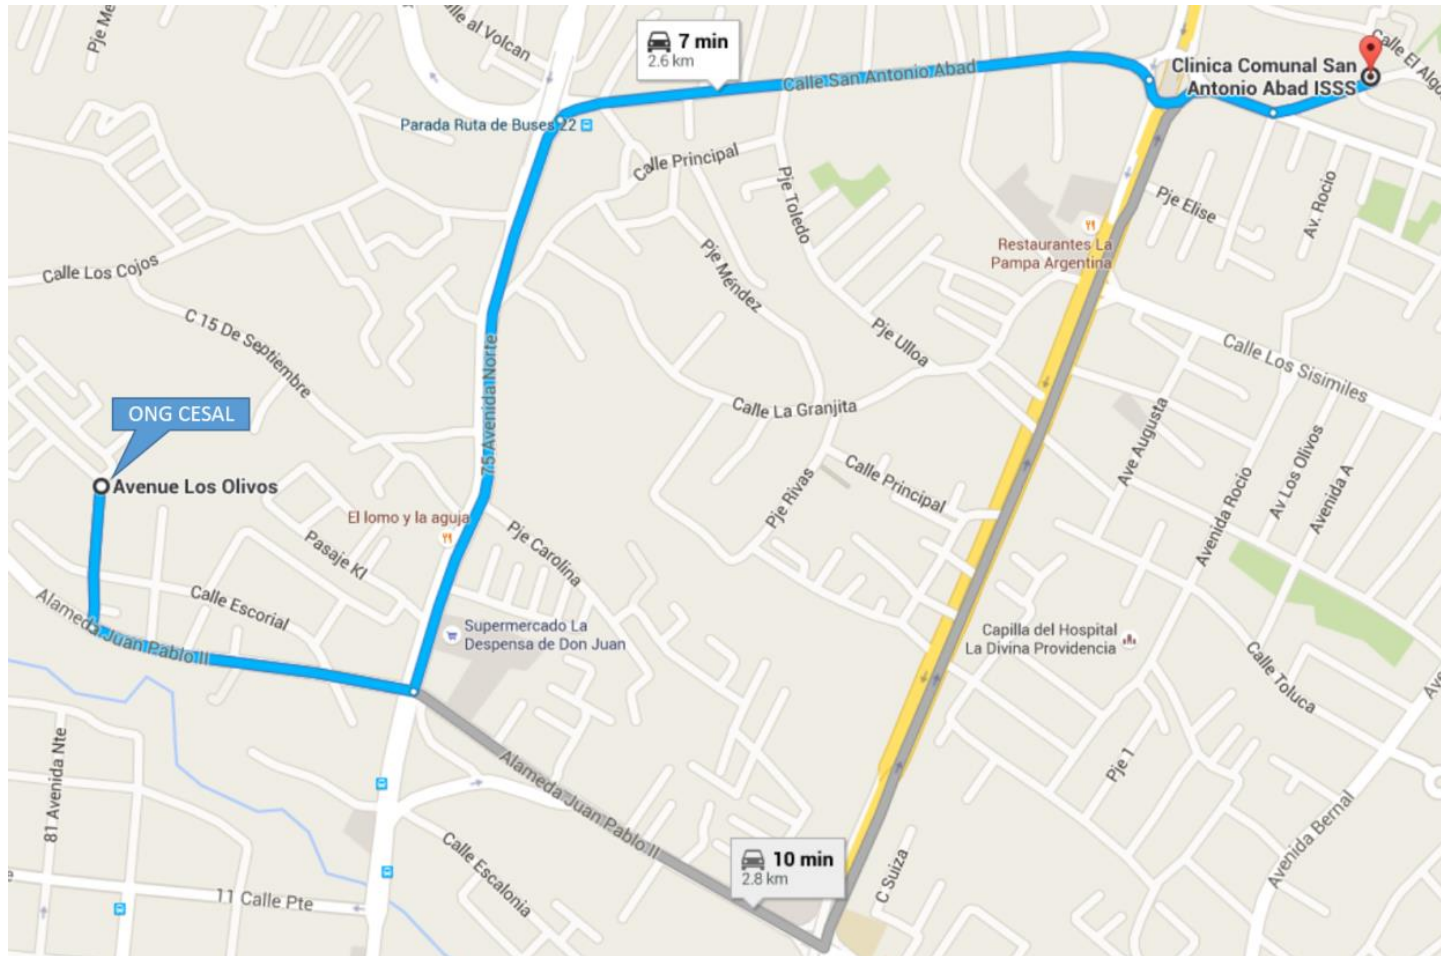 Pje Me
alle al Volcan
7 min
2.6 km
Calle San Antonio Abad
Clinica Comunal San
Antonio Abad ISSS
Calle El Algo
Parada Ruta de Buses 22
Calle Principal
Pje Toledo
Pje Elise
Av. Rocio
Restaurantes La
Pampa Argentina
Calle Los Cojos
Pje Méndez
C 15 De Septiembre
Pje Ulloa
Calle Los Sisimiles
75 Avenida Norte
Calle La Granjita
ONG CESAL
Ave Augusta
Avenue Los Olivos
Av Los Olivos
Avenida A
Calle Principal
Pje Rivas
Avenida Rocio
El lomo y la aguja
Pje Carolina
Pasaje KI
Calle Escorial
Alameda Juan Pablo II
Supermercado La
Despensa de Don Juan
Capilla del Hospital
La Divina Providencia
Calle Toluca
Ave
81 Avenida Nte
Alameda Juan Pablo II
Pje 1
Avenida Bernal
Calle Escalonia
10 min
2.8 km
C Suiza
11 Calle Pte